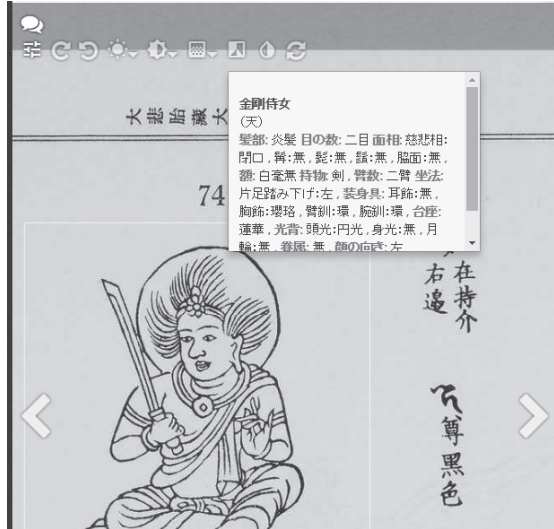 大悲胎藏大
74
金剛侍女
(天)
髪部: 炎髪 目の数: 二目 面相: 慈悲相:
閉口 , 髯:無 , 髭:無 , 鬚:無 , 脇面:無 ,
額: 白毫無 持物: 剣 , 臂数: 二臂 坐法:
片足踏み下げ:左 , 装身具: 耳飾:無 ,
胸飾:瓔珞 , 臂釧:環 , 腕釧:環 , 台座:
蓮華 , 光背: 頭光:円光 , 身光:無 , 月
輪:無 , 眷属: 無 , 顔の向き: 左
在持介
右邉
尊黒色